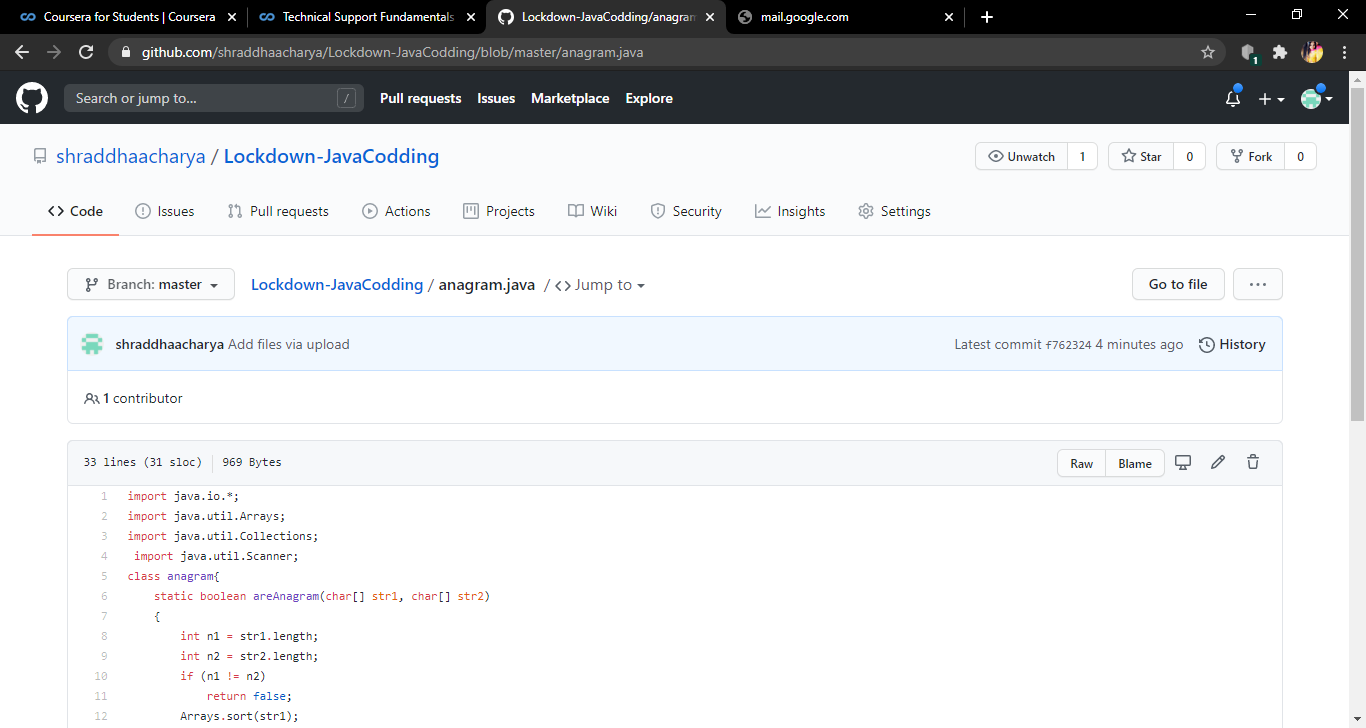 Coursera for Students | Coursera
Technical Support Fundamentals
Lockdown-JavaCodding/anagram
mail.google.com
github.com/shraddhaacharya/Lockdown-JavaCodding/blob/master/anagram.java
1
Search or jump to...
/
Pull requests
Issues
Marketplace
Explore
shraddhaacharya / Lockdown-JavaCodding
Unwatch 1
Star 0
Fork 0
Code
Issues
Pull requests
Actions
Projects
Wiki
Security
Insights
Settings
Branch: master
Lockdown-JavaCodding / anagram.java / <> Jump to
Go to file
...
shraddhaacharya Add files via upload
Latest commit f762324 4 minutes ago
History
1 contributor
33 lines (31 sloc) 969 Bytes
Raw
Blame
1 import java.io.*;
2 import java.util.Arrays;
3 import java.util.Collections;
4 import java.util.Scanner;
5 class anagram{
6 static boolean areAnagram(char[] str1, char[] str2)
7 {
8 int n1 = str1.length;
9 int n2 = str2.length;
10 if (n1 != n2)
11 return false;
12 Arrays.sort(str1);